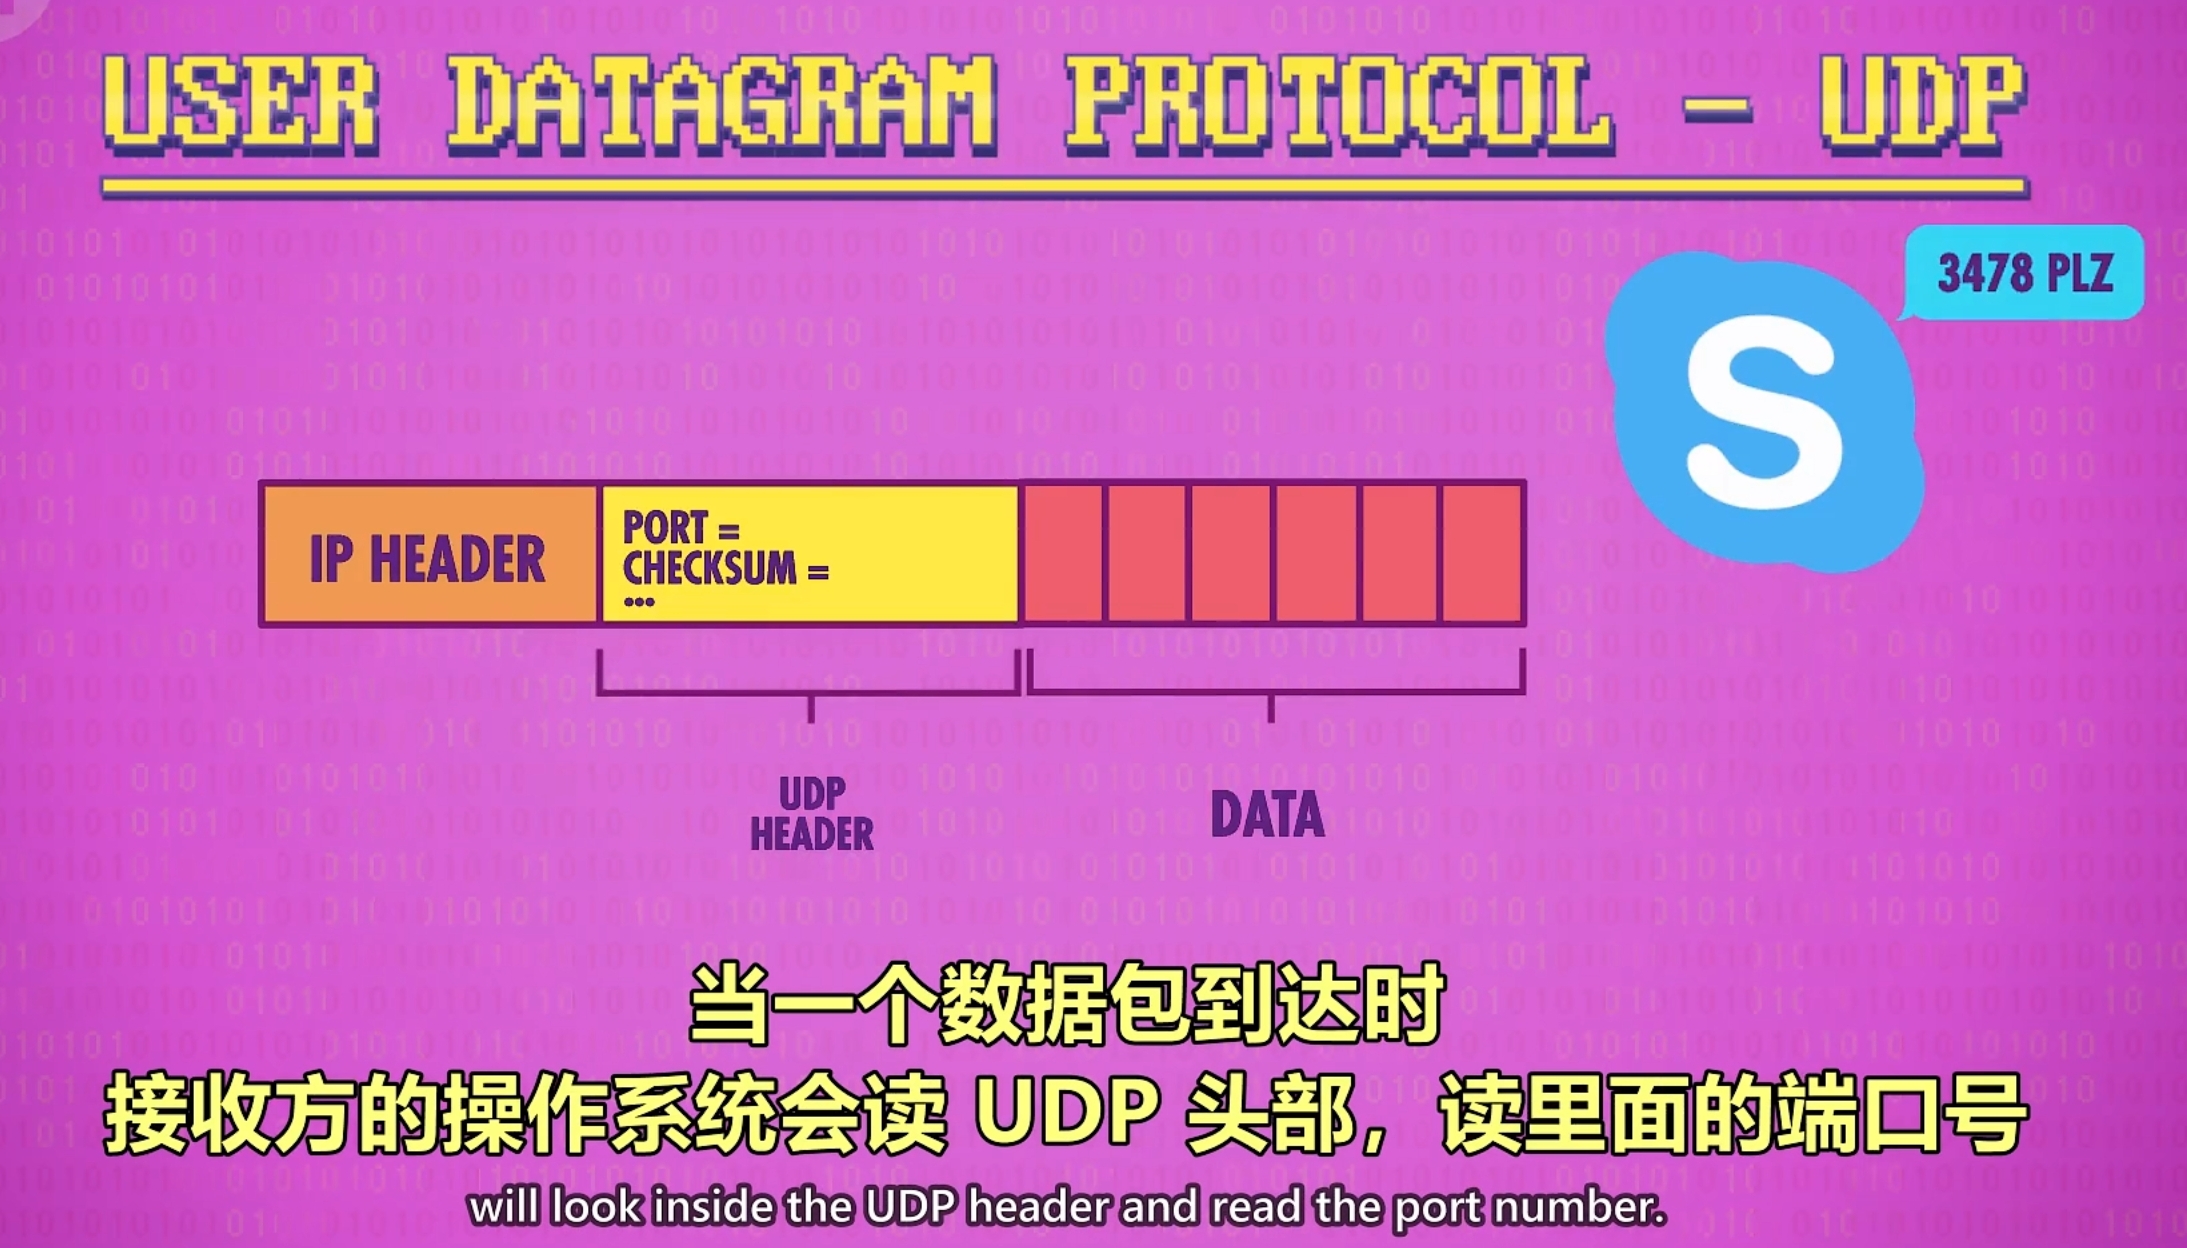 USER DATAGRAM PROTOCOL - UDP
3478 PLZ
S
IP HEADER
PORT =
CHECKSUM =
...
UDP
HEADER
DATA
当一个数据包到达时
接收方的操作系统会读 UDP 头部，读里面的端口号
will look inside the UDP header and read the port number.